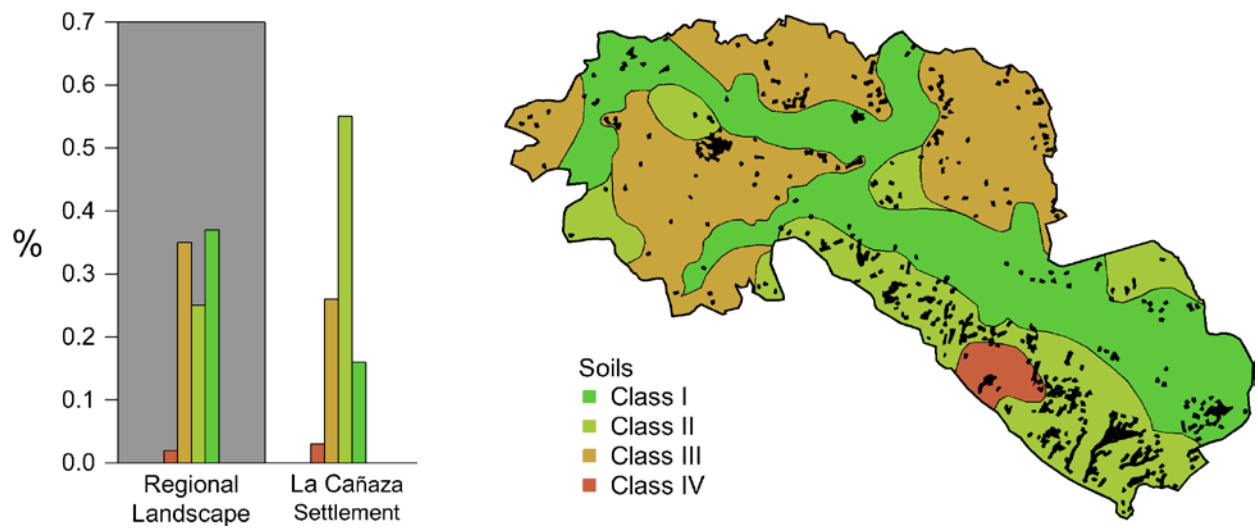 0.7
0.6
0.5
0.4
%
0.3
0.2
0.1
0.0
Regional
Landscape
La Cañaza
Settlement
Soils
Class I
Class II
Class III
Class IV